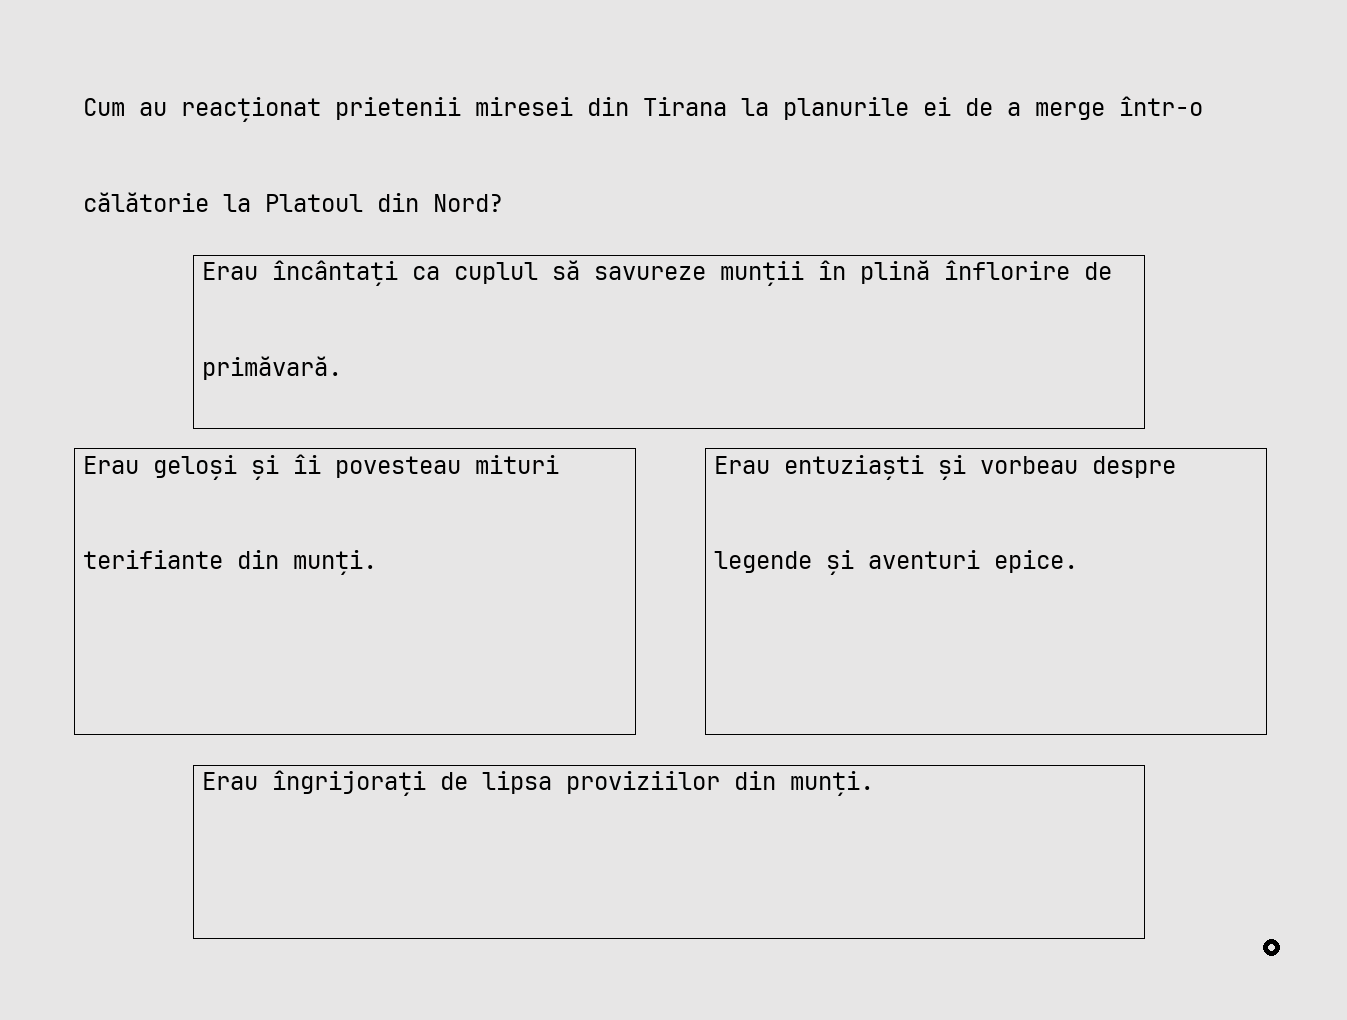 Cum au reacționat prietenii miresei din Tirana la planurile ei de a merge într-o
călătorie la Platoul din Nord?
Erau încântați ca cuplul să savureze munții în plină înflorire de
primăvară.
Erau geloși și îi povesteau mituri
terifiante din munți.
Erau entuziaști și vorbeau despre
legende și aventuri epice.
Erau îngrijorați de lipsa proviziilor din munți.